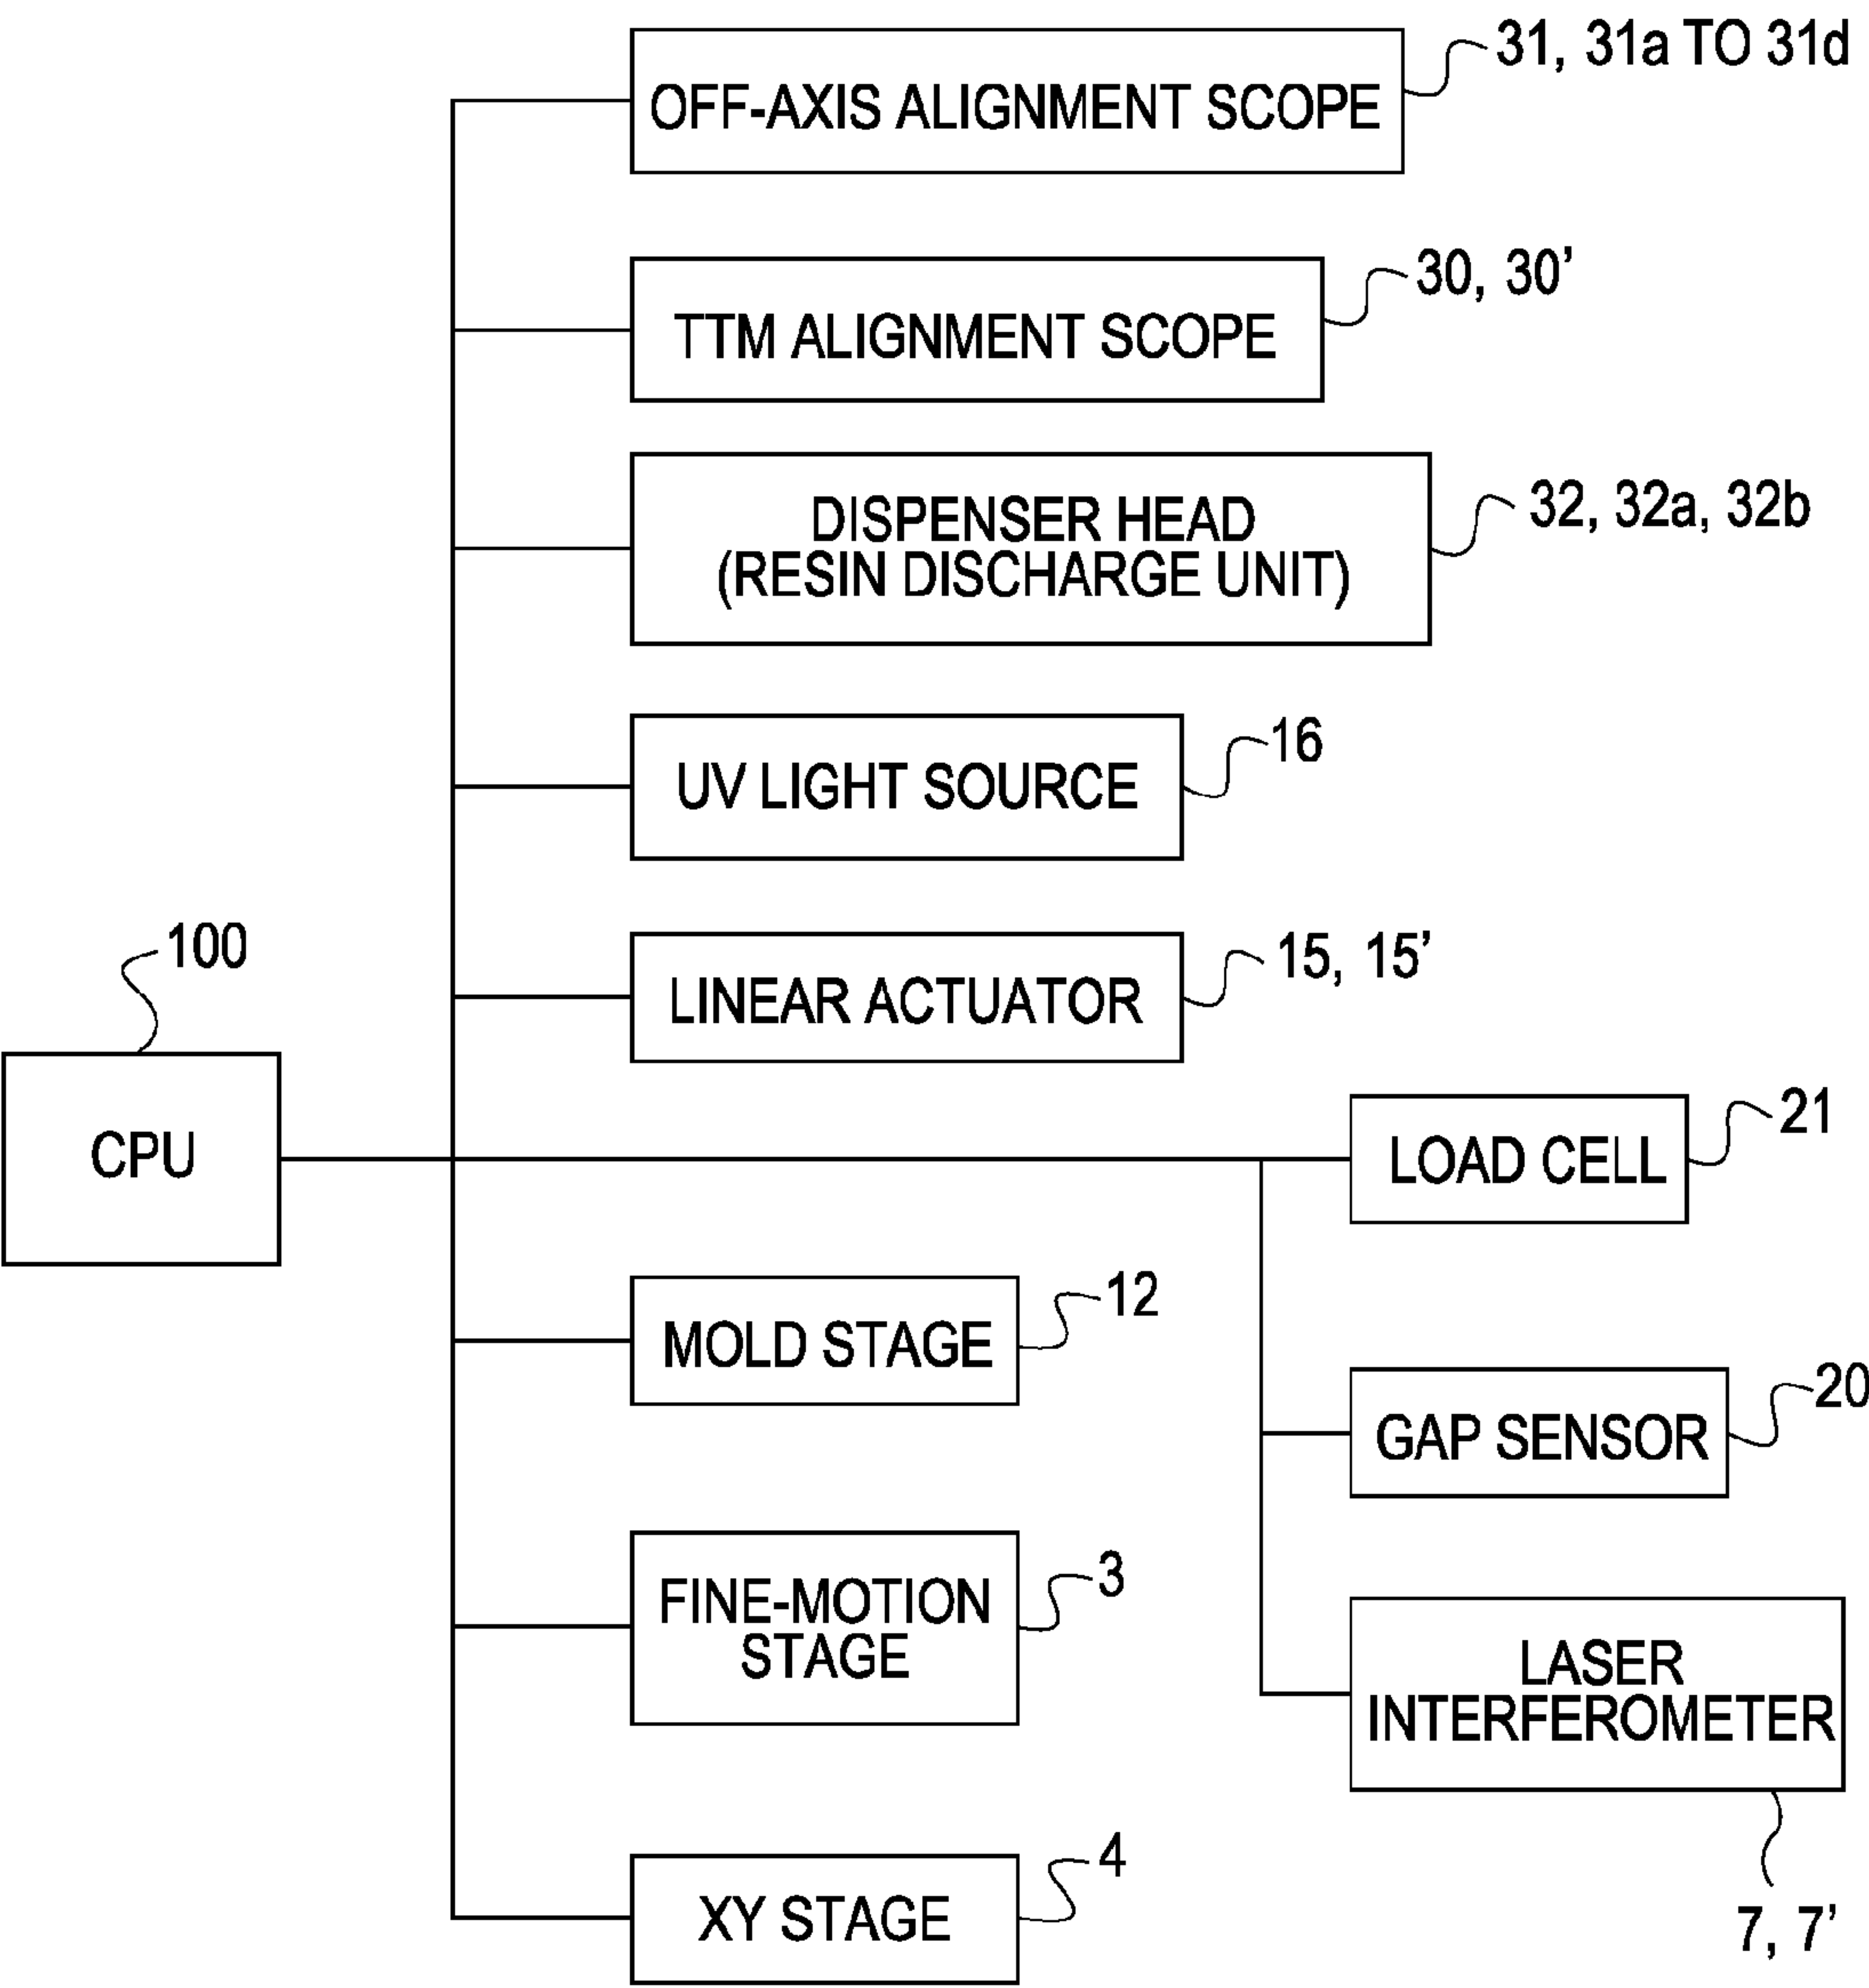 31, 31a TO 31d
OFF-AXIS ALIGNMENT SCOPE
30, 30’
TTM ALIGNMENT SCOPE
DISPENSER HEAD
(RESIN DISCHARGE UNIT)
32, 32a, 32b
16
UV LIGHT SOURCE
100
15, 15’
LINEAR ACTUATOR
CPU
21
LOAD CELL
12
MOLD STAGE
20
GAP SENSOR
3
FINE-MOTION
STAGE
LASER
INTERFEROMETER
4
XY STAGE
7, 7’